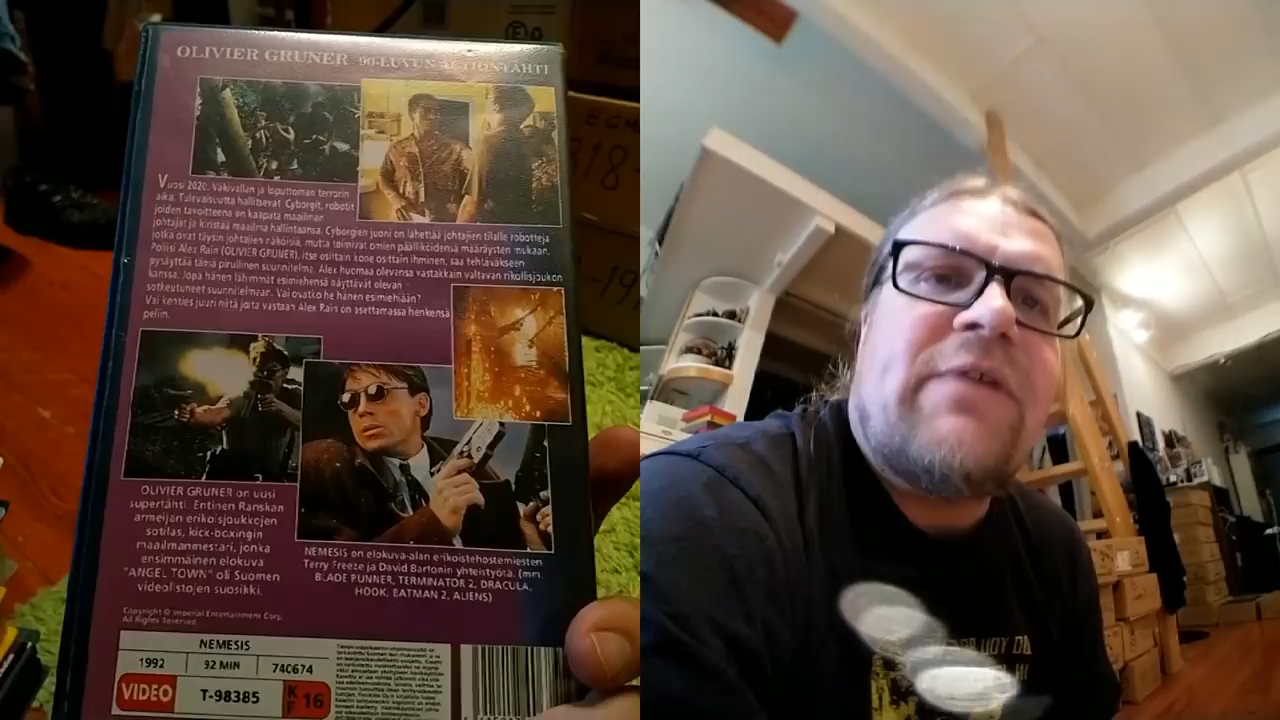 OLIVIER GRUNER 90-LUVUN ACTIONTÄHTI
Vuosi 2020. Väkivallan ja loputtoman terrorin
aika. Tulevaisuutta hallitsevat Cyborgit, robotit
joiden tavoitteena on kaapata maailman
johtajat ja kiristää maailma hallintaansa. Cyborgien juoni on lähettää johtajien tilalle robotteja
jotka ovat täysin johtajien näköisiä, mutta toimivat omien päälliköidensä määräysten mukaan.
Poliisi Alex Rain (OLIVIER GRUNER), itse osittain kone osittain ihminen, saa tehtäväkseen
pysäyttää tämä pirullinen suunnitelma. Alex huomaa olevansa vastakkain valtavan rikollisjoukon
kanssa. Jopa hänen lähimmät esimiehensä näyttävät olevan
sotkeutuneet suunnitelmaan. Vai ovatko he hänen esimiehiään?
Vai kenties juuri niitä joita vastaan Alex Rain on asettamassa henkensä
peliin.
OLIVIER GRUNER on uusi
supertähti. Entinen Ranskan
armeijan erikoisjoukkojen
sotilas, kick-boxingin
maailmanmestari, jonka
ensimmäinen elokuva
"ANGEL TOWN" oli Suomen
videolistojen suosikki.
NEMESIS on elokuva-alan erikoistehostemiesten
Terry Freeze ja David Bartonin yhteistyötä. (mm.
BLADE RUNNER, TERMINATOR 2, DRACULA,
HOOK, BATMAN 2, ALIENS)
Copyright © Imperial Entertainment Corp.
All Rights Reserved.
NEMESIS
1992 92 MIN 740674
VIDEO T-98385 K 16
F